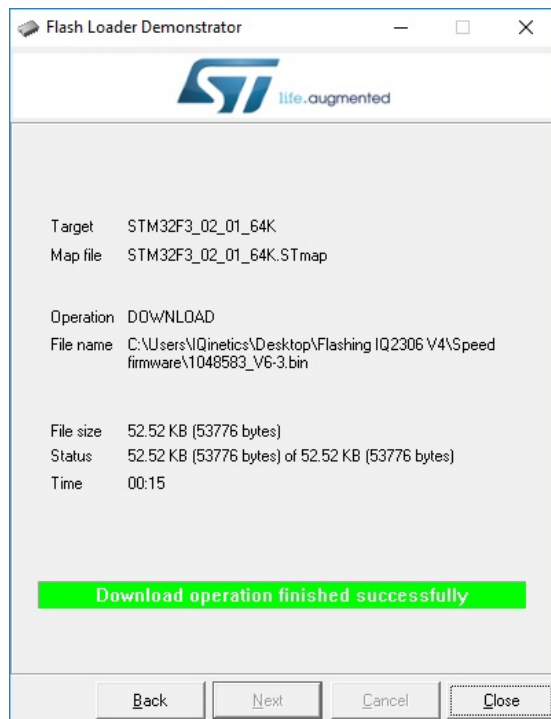 Flash Loader Demonstrator
ST life.augmented
Target STM32F3_02_01_64K
Map file STM32F3_02_01_64K.STmap
Operation DOWNLOAD
File name C:\Users\IQinetics\Desktop\Flashing IQ2306 V4\Speed
firmware\1048583_V6-3.bin
File size 52.52 KB (53776 bytes)
Status 52.52 KB (53776 bytes) of 52.52 KB (53776 bytes)
Time 00:15
Download operation finished successfully
Back Next Cancel Close